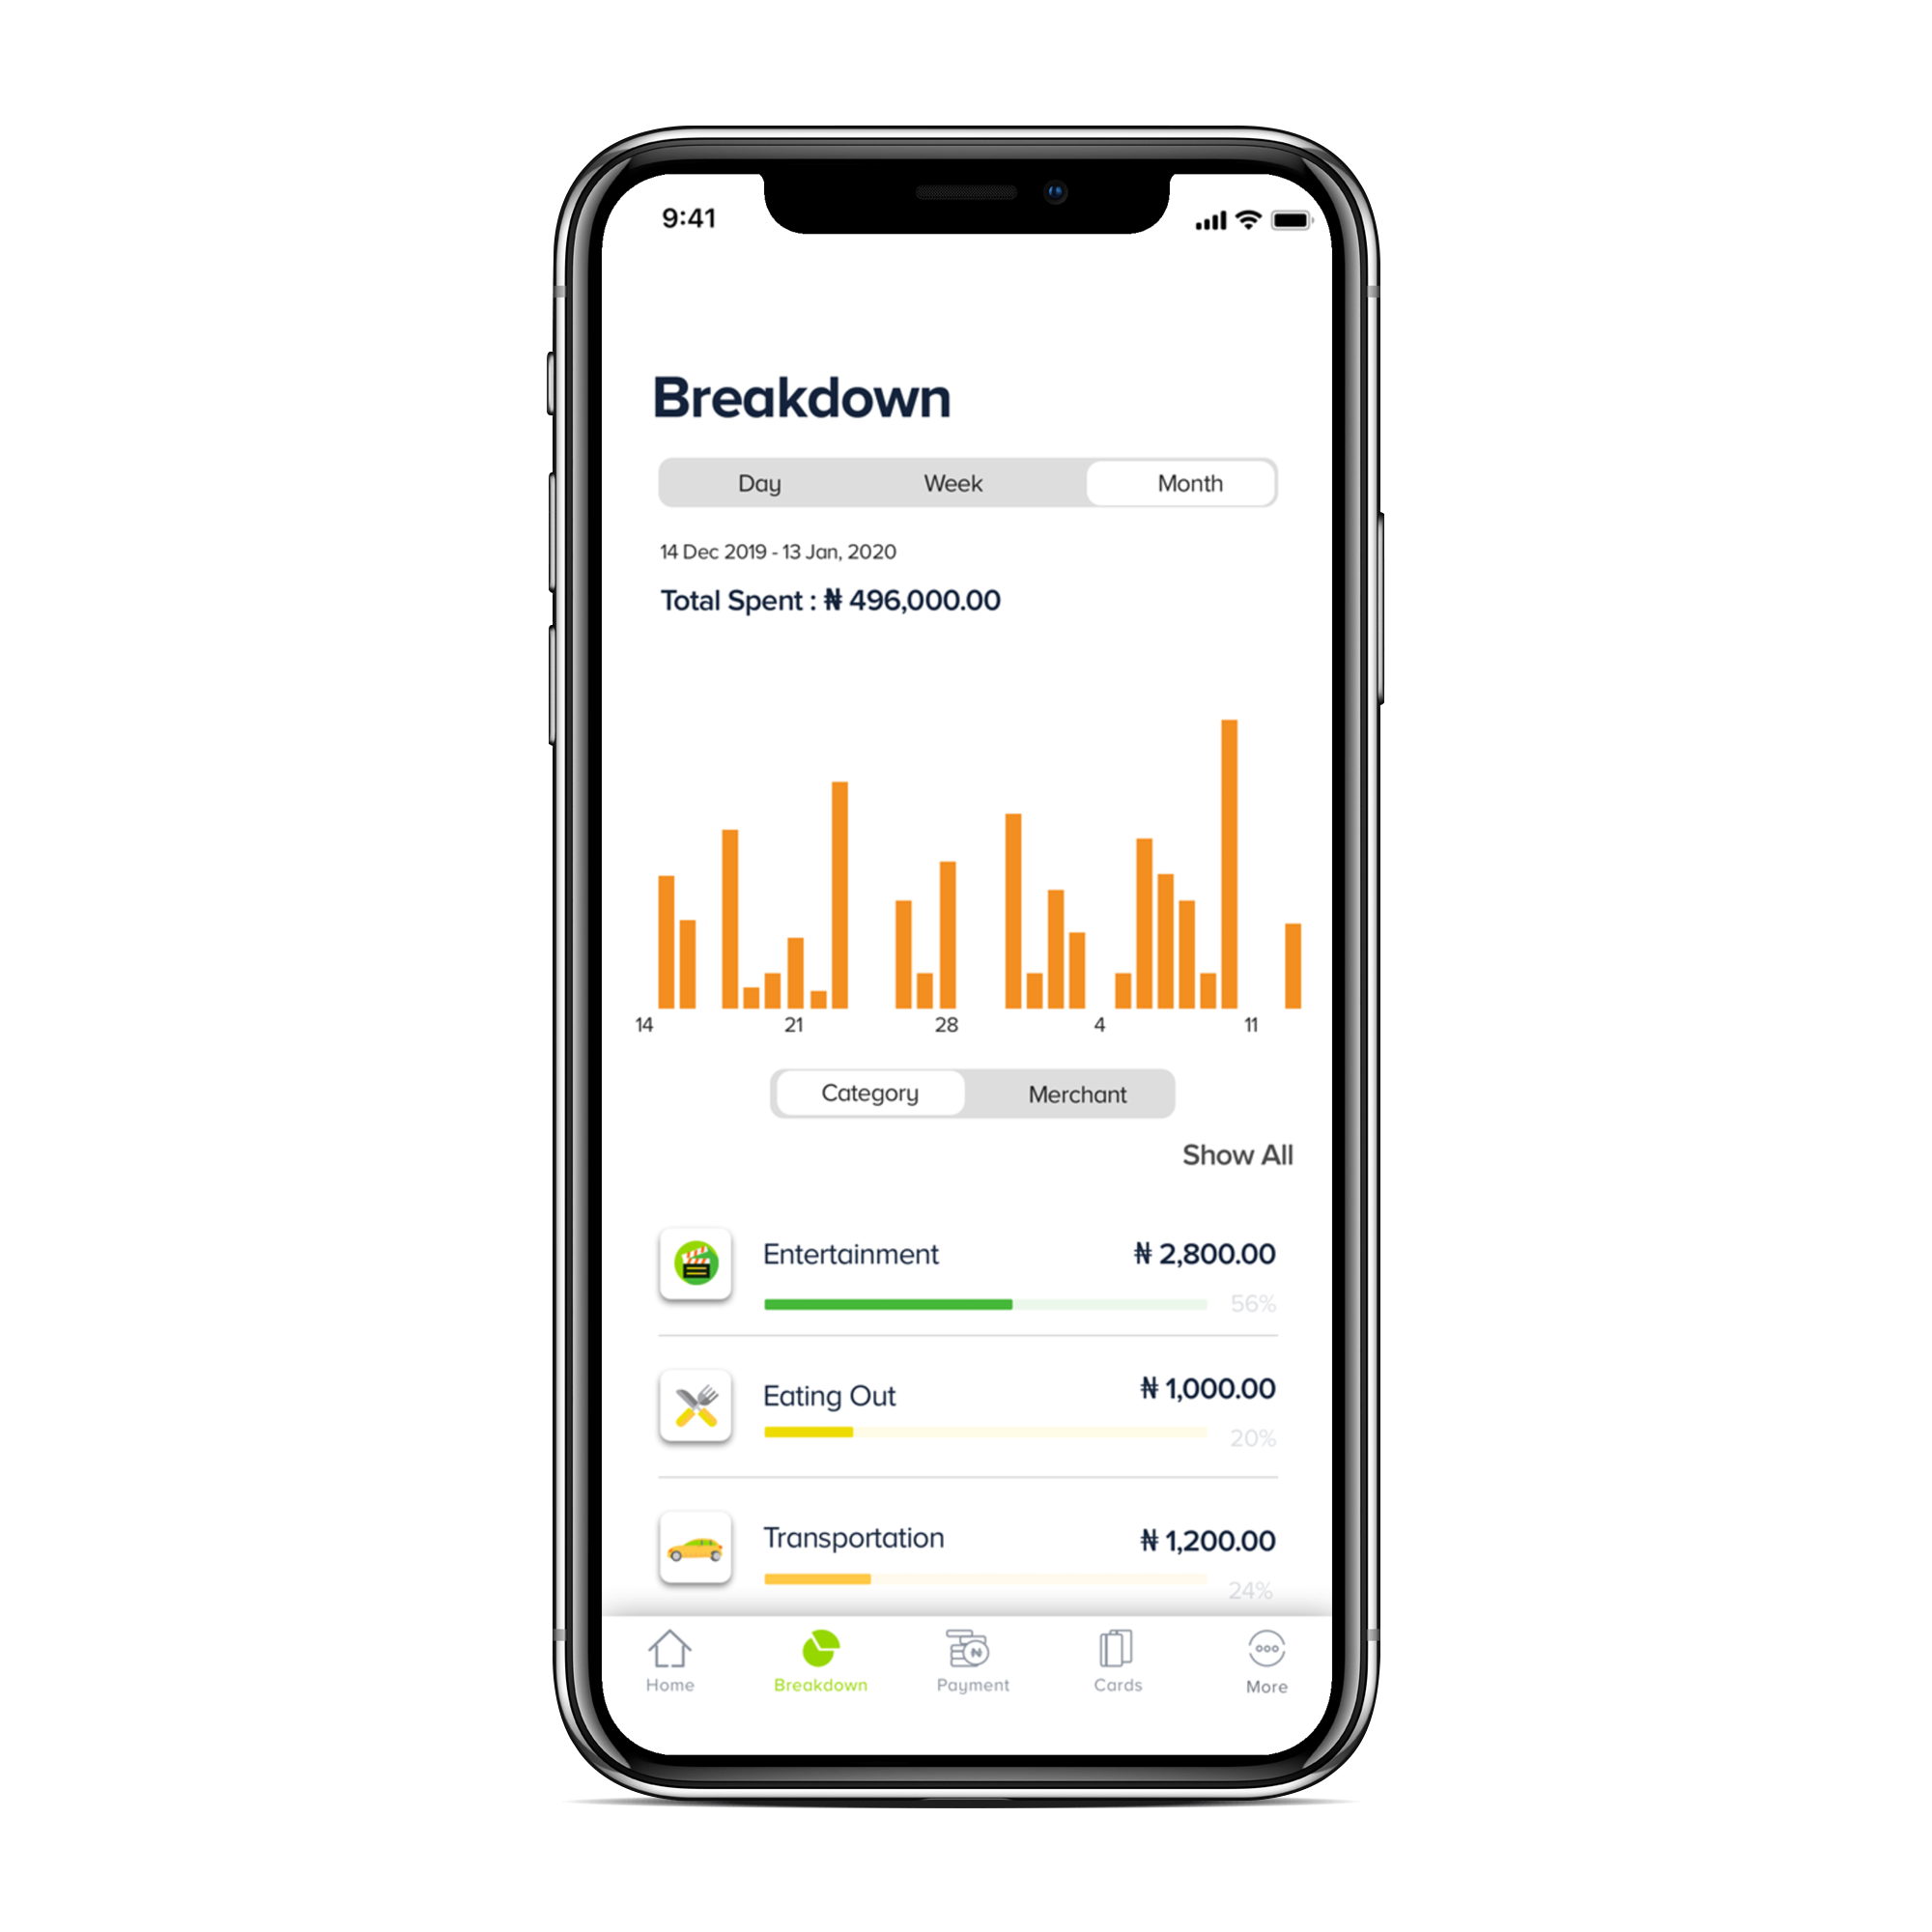 9:41
Breakdown
Day Week Month
14 Dec 2019 - 13 Jan, 2020
Total Spent : ₦ 496,000.00
14 21 28 4 11
Category Merchant
Show All
Entertainment ₦ 2,800.00
56%
Eating Out ₦ 1,000.00
20%
Transportation ₦ 1,200.00
24%
Home Breakdown Payment Cards More